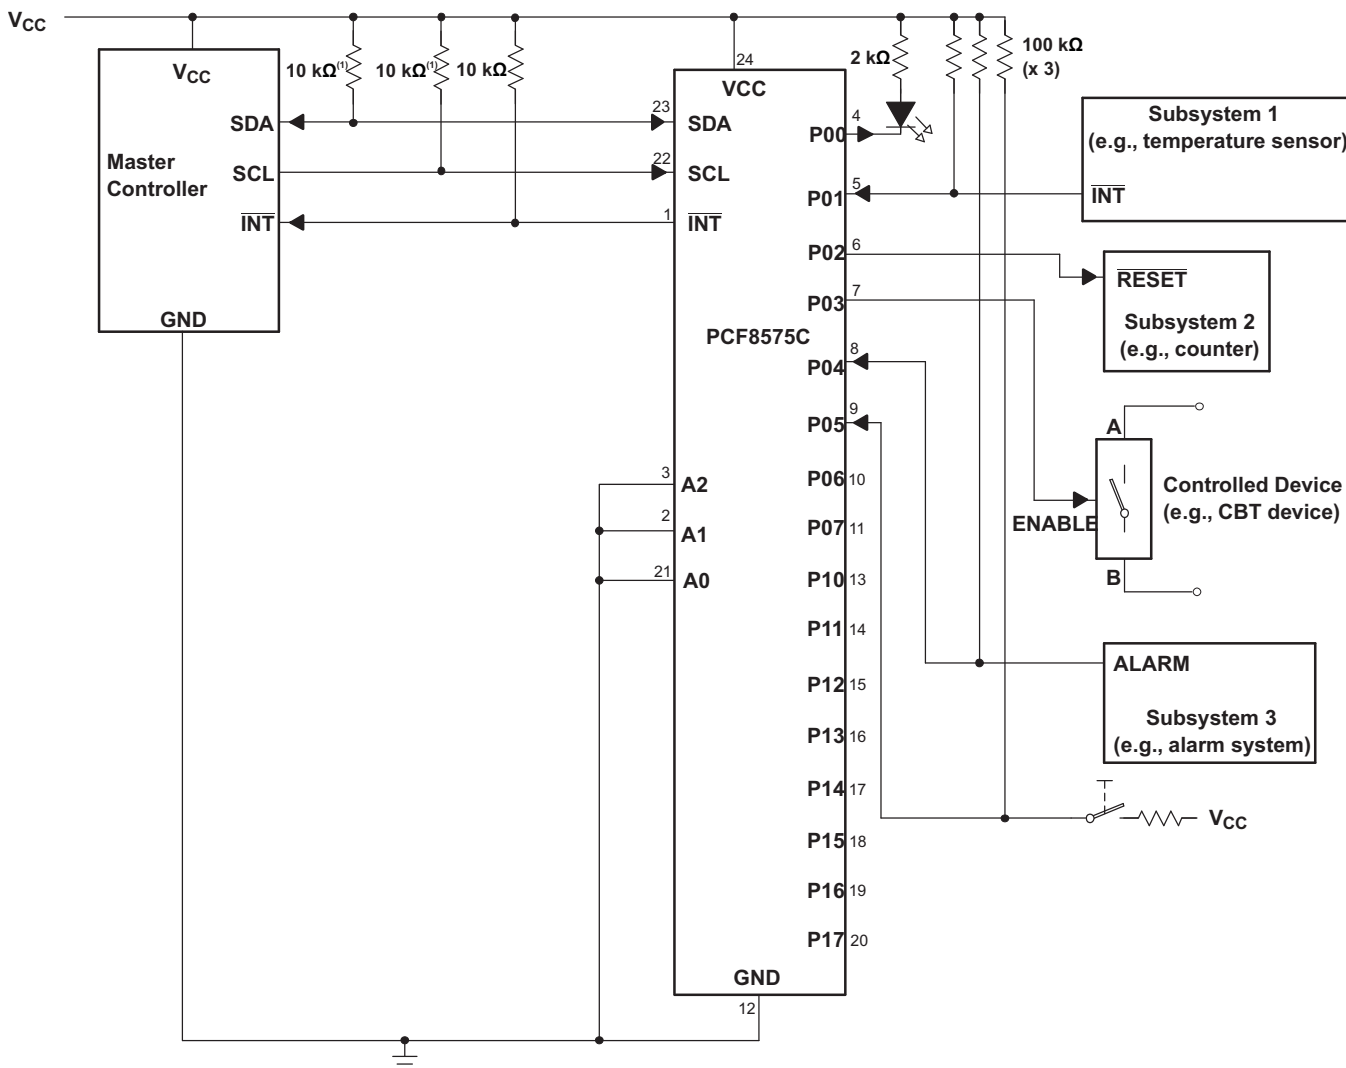 VCC
VCC
SDA
Master
Controller
SCL
INT
GND
10 kΩ(1)
10 kΩ(1)
10 kΩ
24
VCC
23
SDA
22
SCL
1
INT
PCF8575C
3
A2
2
A1
21
A0
GND
12
P00
4
P01
5
P02
6
P03
7
P04
8
P05
9
P06
10
P07
11
P10
13
P11
14
P12
15
P13
16
P14
17
P15
18
P16
19
P17
20
2 kΩ
100 kΩ
(x 3)
Subsystem 1
(e.g., temperature sensor)
INT
RESET
Subsystem 2
(e.g., counter)
A
Controlled Device
(e.g., CBT device)
ENABLE
B
ALARM
Subsystem 3
(e.g., alarm system)
VCC